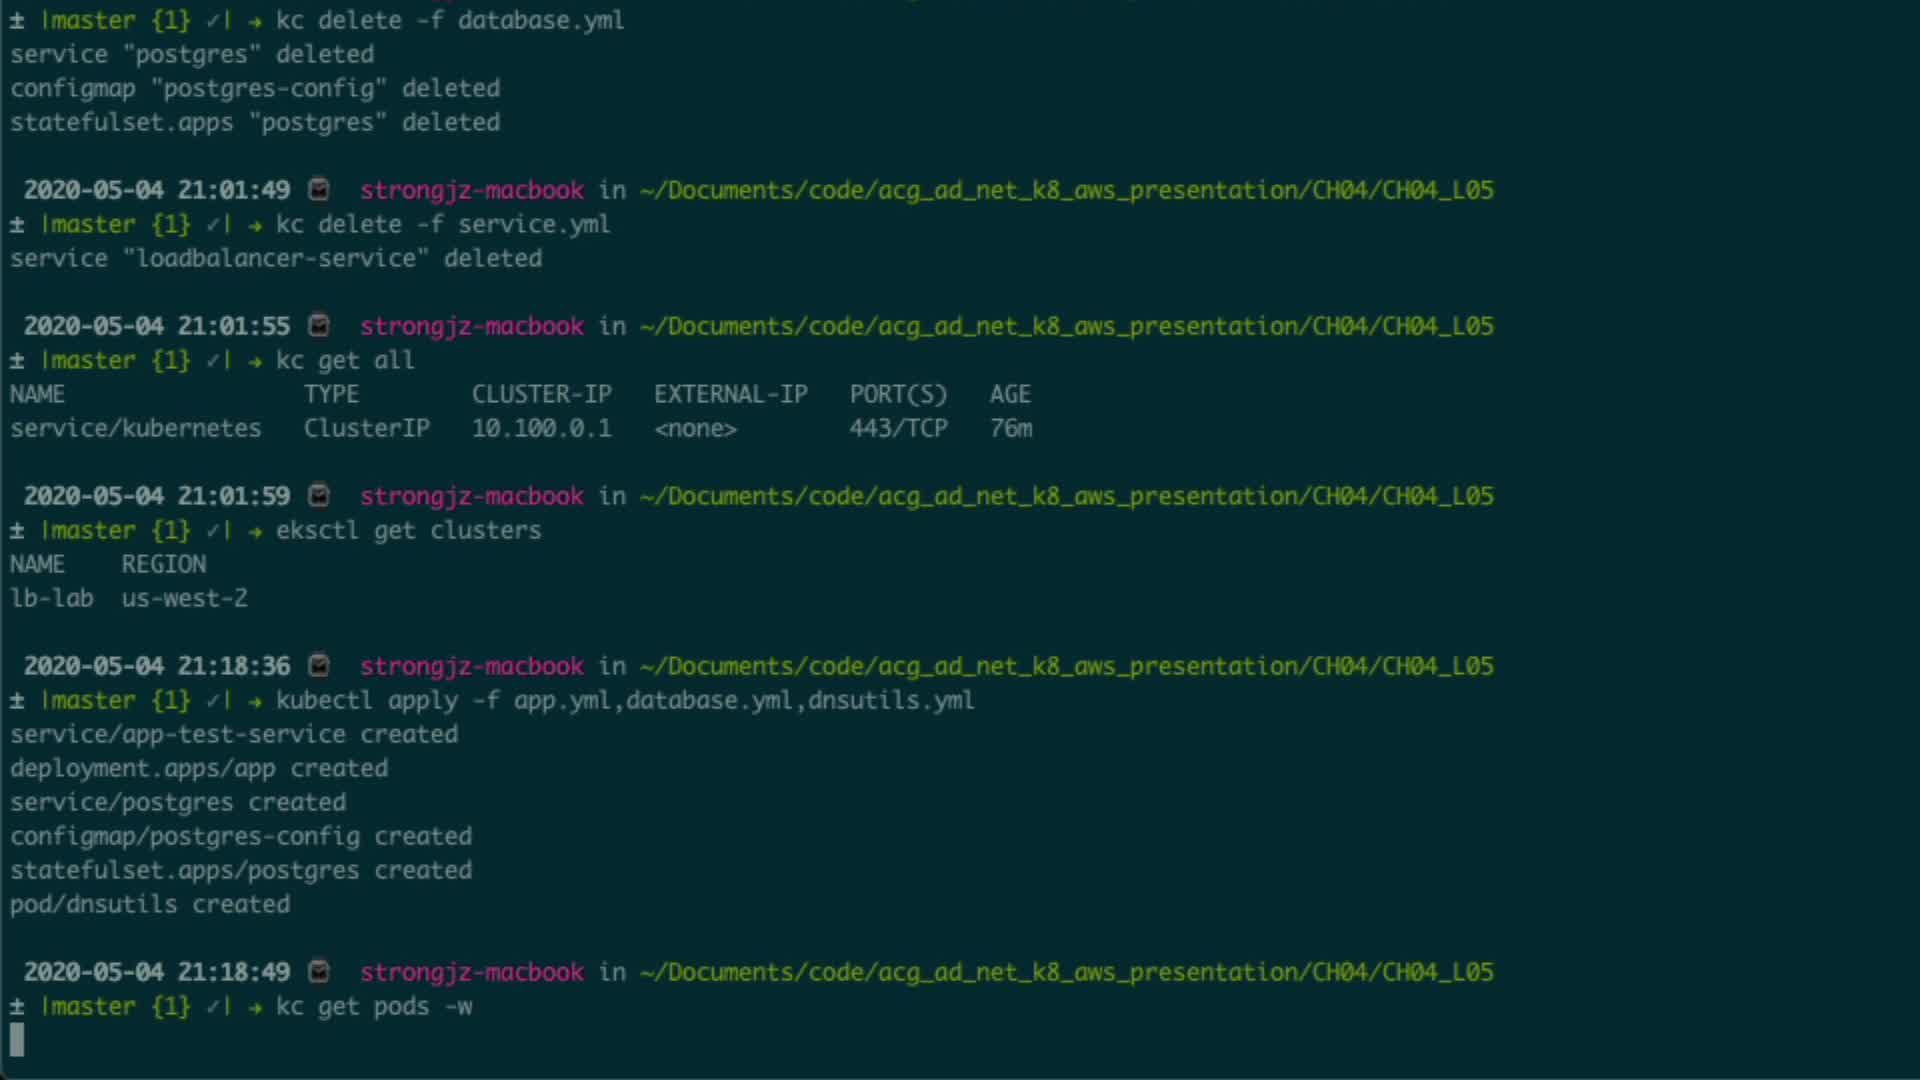 ± |master {1} ✓| → kc delete -f database.yml
service "postgres" deleted
configmap "postgres-config" deleted
statefulset.apps "postgres" deleted
2020-05-04 21:01:49 ⌚ strongjz-macbook in ~/Documents/code/acg_ad_net_k8_aws_presentation/CH04/CH04_L05
± |master {1} ✓| → kc delete -f service.yml
service "loadbalancer-service" deleted
2020-05-04 21:01:55 ⌚ strongjz-macbook in ~/Documents/code/acg_ad_net_k8_aws_presentation/CH04/CH04_L05
± |master {1} ✓| → kc get all
NAME TYPE CLUSTER-IP EXTERNAL-IP PORT(S) AGE
service/kubernetes ClusterIP 10.100.0.1 <none> 443/TCP 76m
2020-05-04 21:01:59 ⌚ strongjz-macbook in ~/Documents/code/acg_ad_net_k8_aws_presentation/CH04/CH04_L05
± |master {1} ✓| → eksctl get clusters
NAME REGION
lb-lab us-west-2
2020-05-04 21:18:36 ⌚ strongjz-macbook in ~/Documents/code/acg_ad_net_k8_aws_presentation/CH04/CH04_L05
± |master {1} ✓| → kubectl apply -f app.yml,database.yml,dnsutils.yml
service/app-test-service created
deployment.apps/app created
service/postgres created
configmap/postgres-config created
statefulset.apps/postgres created
pod/dnsutils created
2020-05-04 21:18:49 ⌚ strongjz-macbook in ~/Documents/code/acg_ad_net_k8_aws_presentation/CH04/CH04_L05
± |master {1} ✓| → kc get pods -w